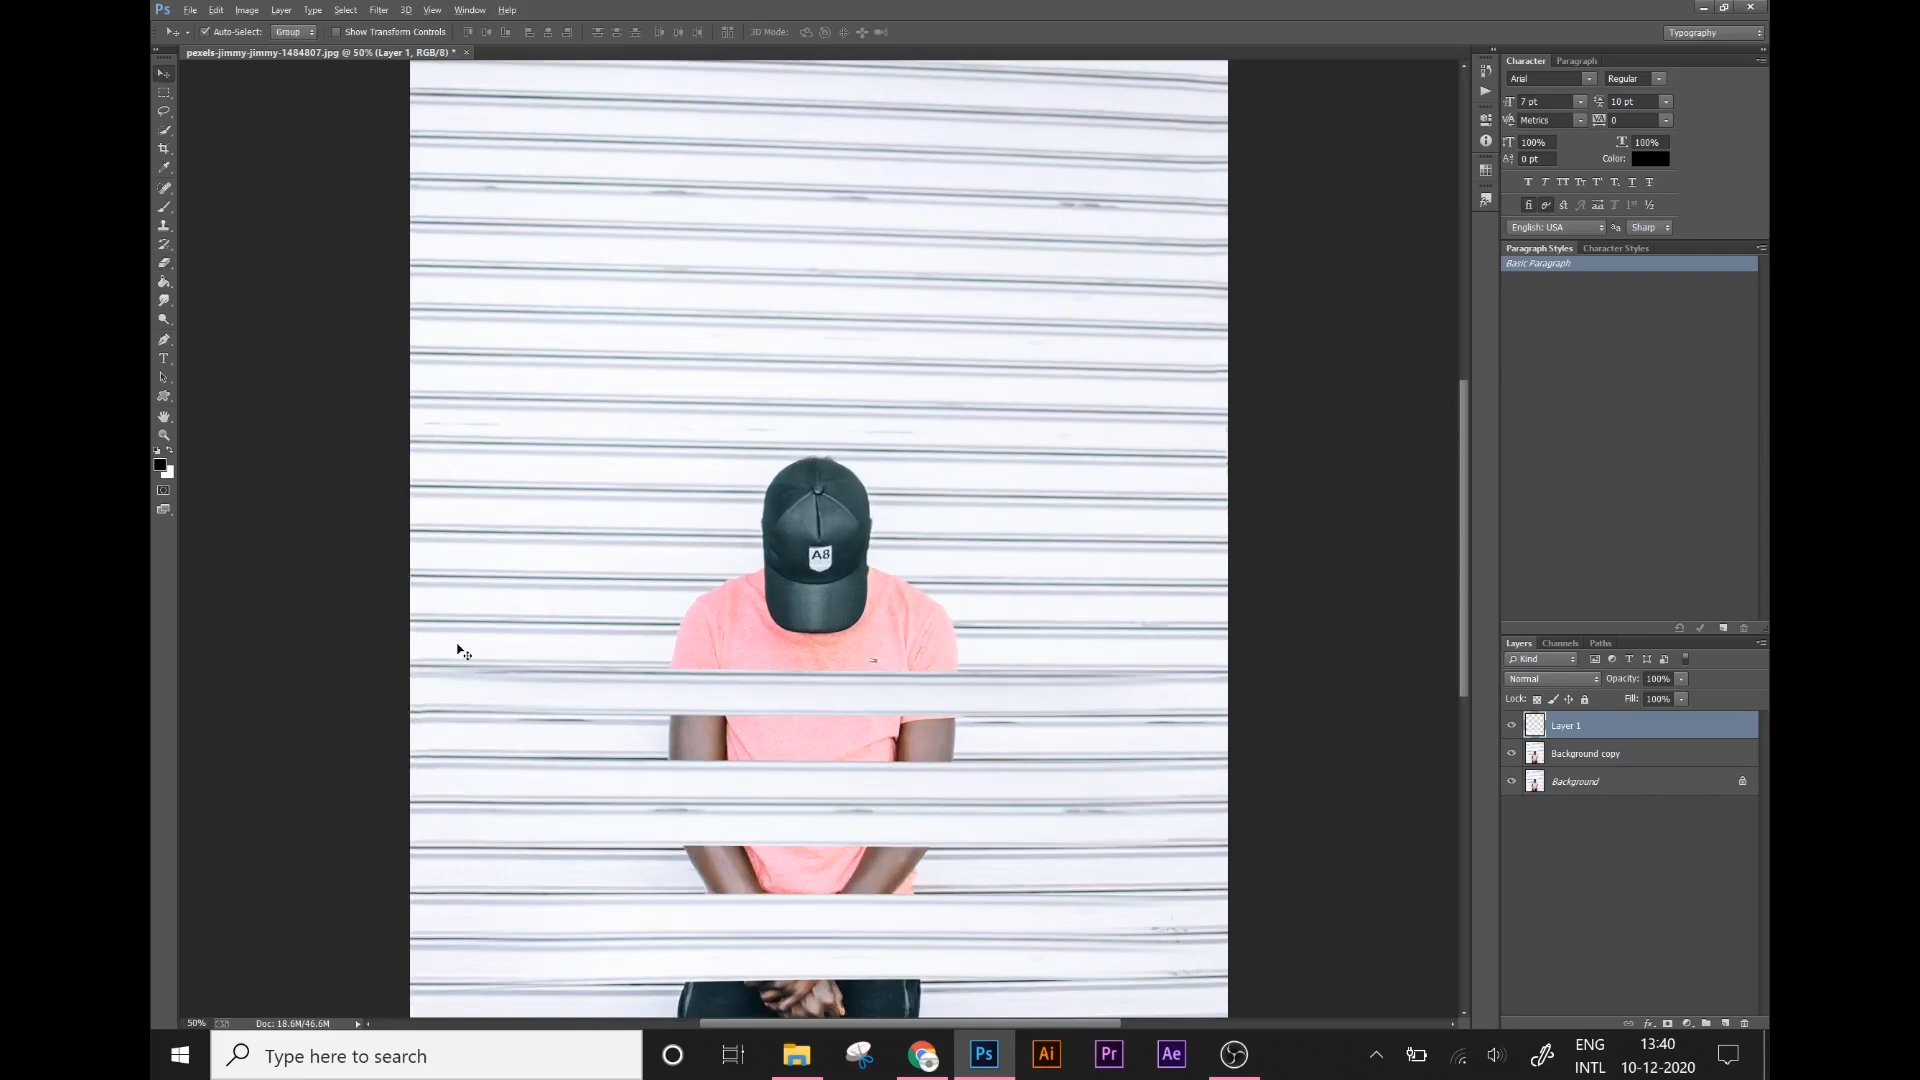 Ps File Edit Image Layer Type Select Filter 3D View Window Help
Auto-Select: Group Show Transform Controls 3D Mode: Typography
pexels-jimmy-jimmy-1484807.jpg @ 50% (Layer 1, RGB/8) * ×
Character Paragraph
Arial Regular
7 pt 10 pt
Metrics 0
100% 100%
0 pt Color:
English: USA Sharp
Paragraph Styles Character Styles
Basic Paragraph
A8
Layers Channels Paths
Kind
Normal Opacity: 100%
Lock: Fill: 100%
Layer 1
Background copy
Background
50% Doc: 18.6M/46.6M
Type here to search
Ps Ai Pr Ae
ENG 13:40
INTL 10-12-2020